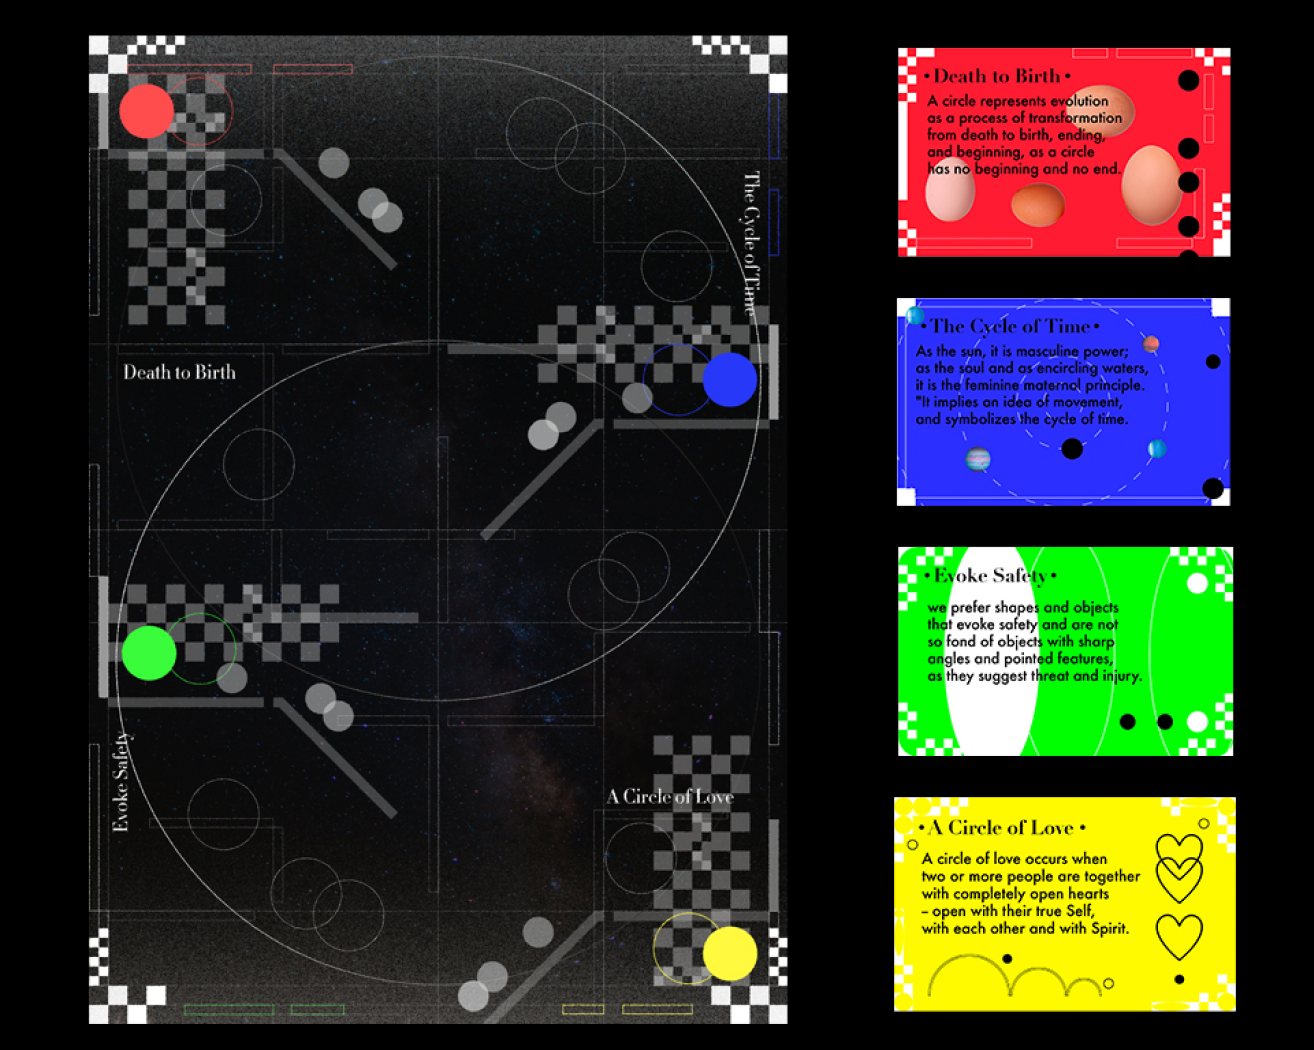 The Cycle of Time
Death to Birth
Evoke Safety
A Circle of Love
• Death to Birth •
A circle represents evolution
as a process of transformation
from death to birth, ending,
and beginning, as a circle
has no beginning and no end.
• The Cycle of Time •
As the sun, it is masculine power;
as the soul and as encircling waters,
it is the feminine maternal principle.
"It implies an idea of movement,
and symbolizes the cycle of time.
• Evoke Safety •
we prefer shapes and objects
that evoke safety and are not
so fond of objects with sharp
angles and pointed features,
as they suggest threat and injury.
• A Circle of Love •
A circle of love occurs when
two or more people are together
with completely open hearts
– open with their true Self,
with each other and with Spirit.